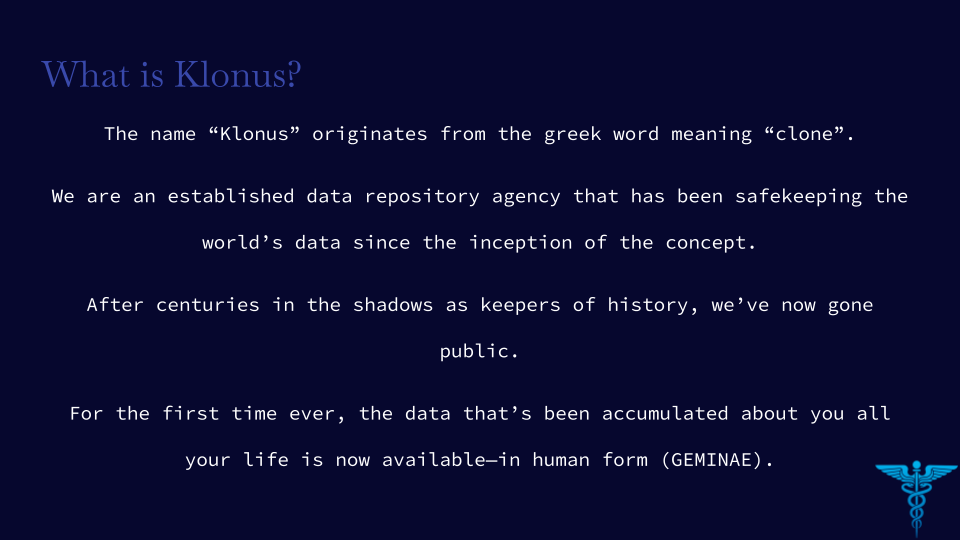 What is Klonus?
The name “Klonus” originates from the greek word meaning “clone”.
We are an established data repository agency that has been safekeeping the
world’s data since the inception of the concept.
After centuries in the shadows as keepers of history, we’ve now gone
public.
For the first time ever, the data that’s been accumulated about you all
your life is now available—in human form (GEMINAE).